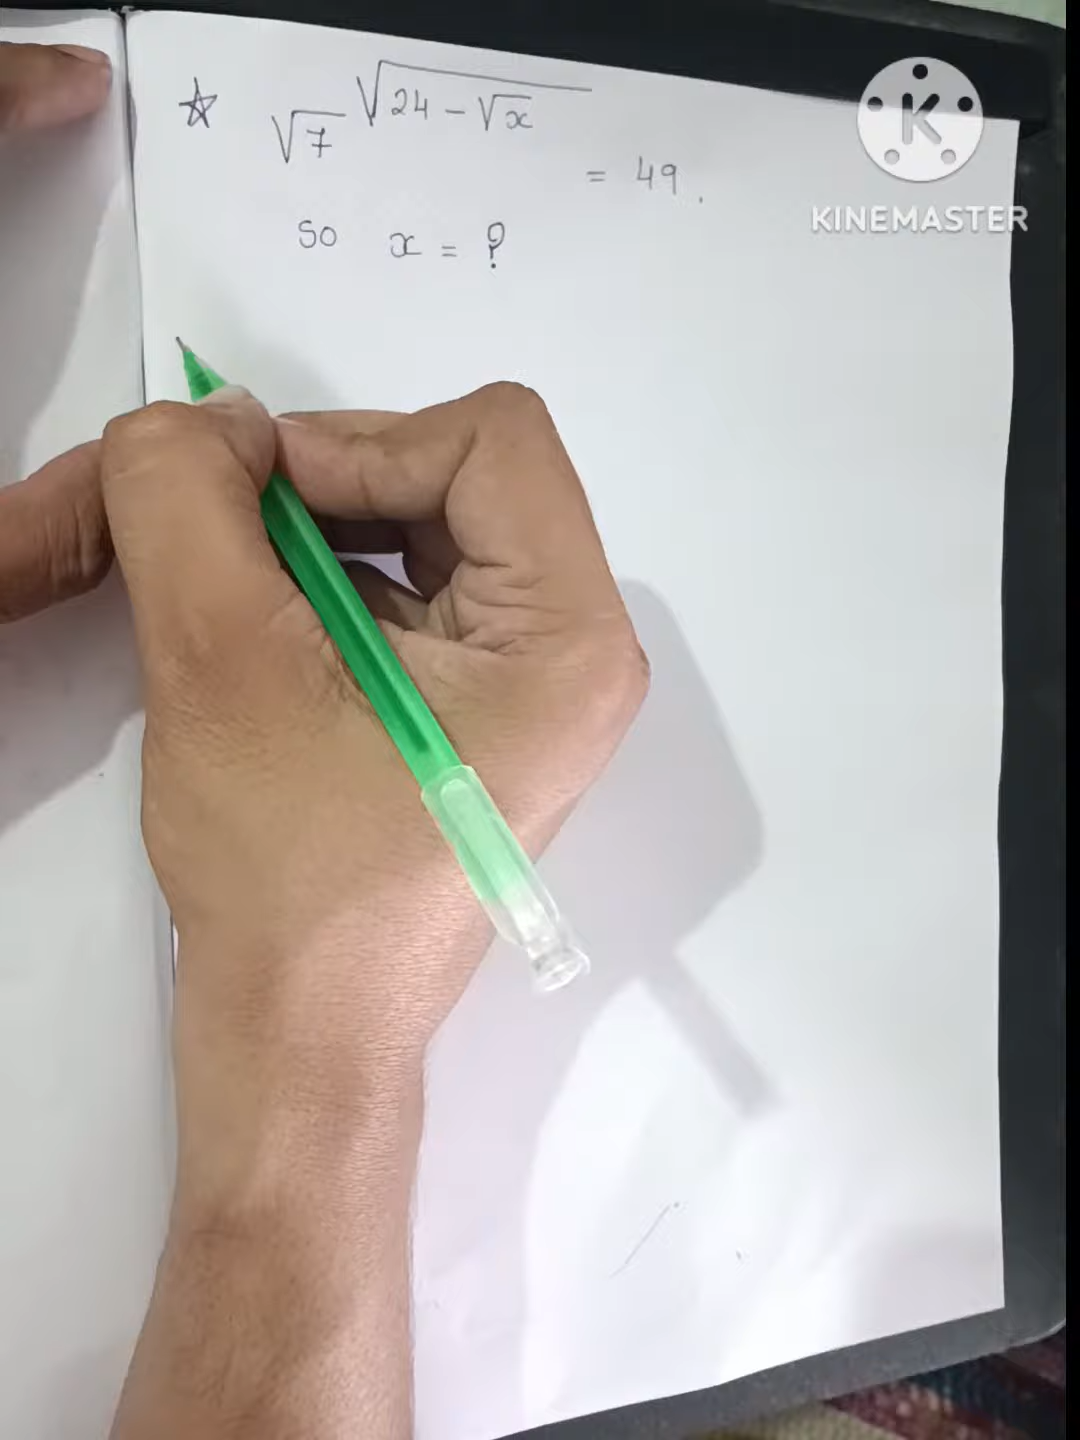 ☆ √7^√(24 - √x) = 49.
So x = ?
K
KINEMASTER